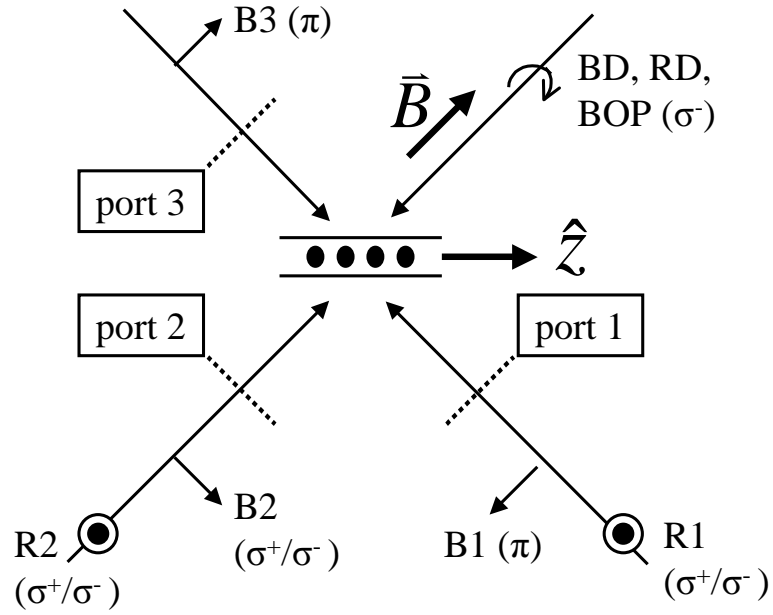 B3 (π)
BD, RD,
BOP (σ⁻)
B⃗
port 3
ẑ
port 2
port 1
B2
(σ⁺/σ⁻)
B1 (π)
R2
(σ⁺/σ⁻)
R1
(σ⁺/σ⁻)